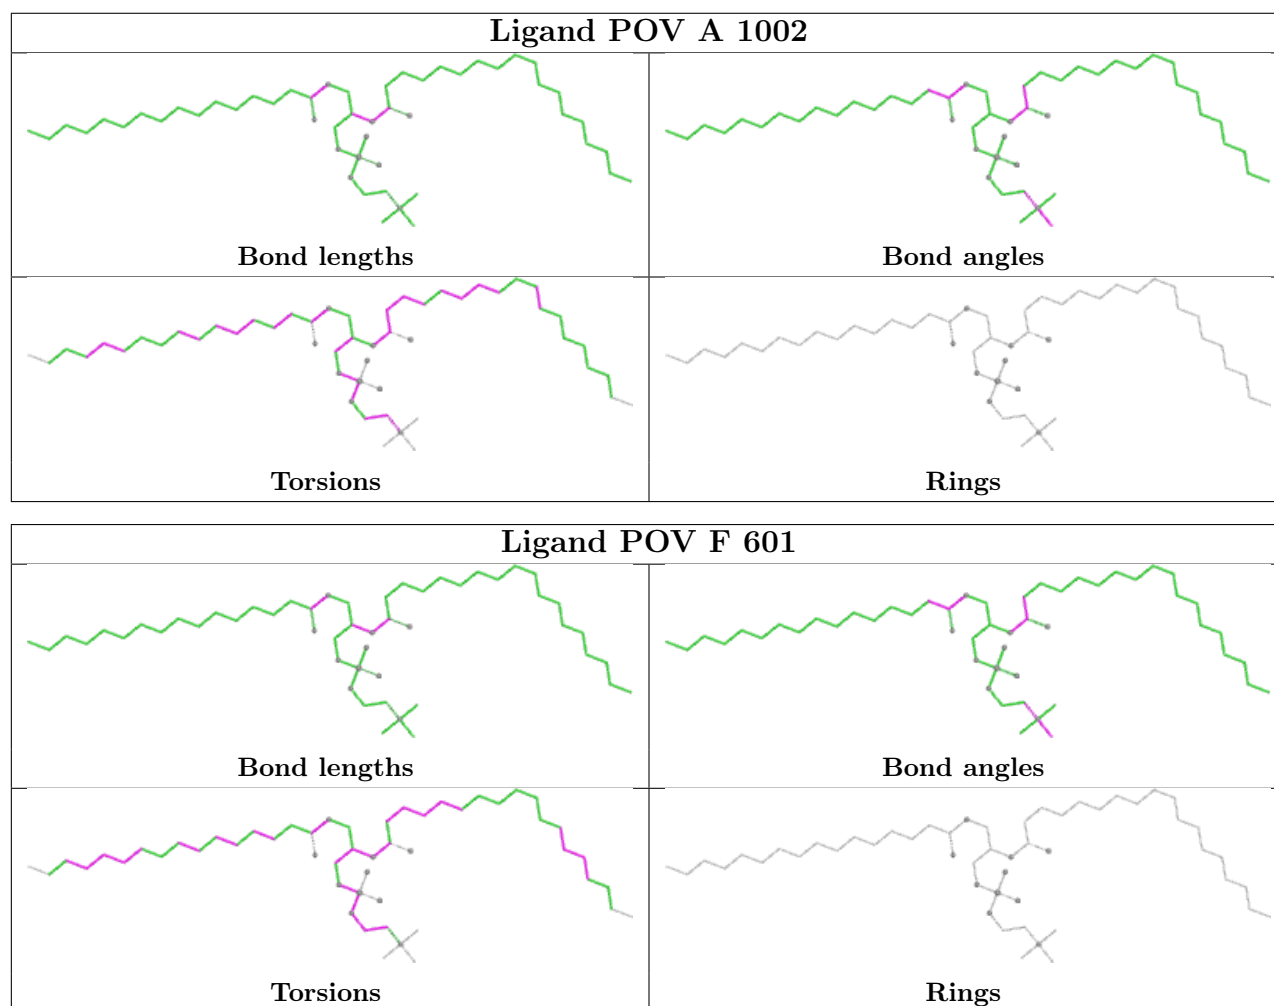 Ligand POV A 1002
Bond lengths
Bond angles
Torsions
Rings
Ligand POV F 601
Bond lengths
Bond angles
Torsions
Rings